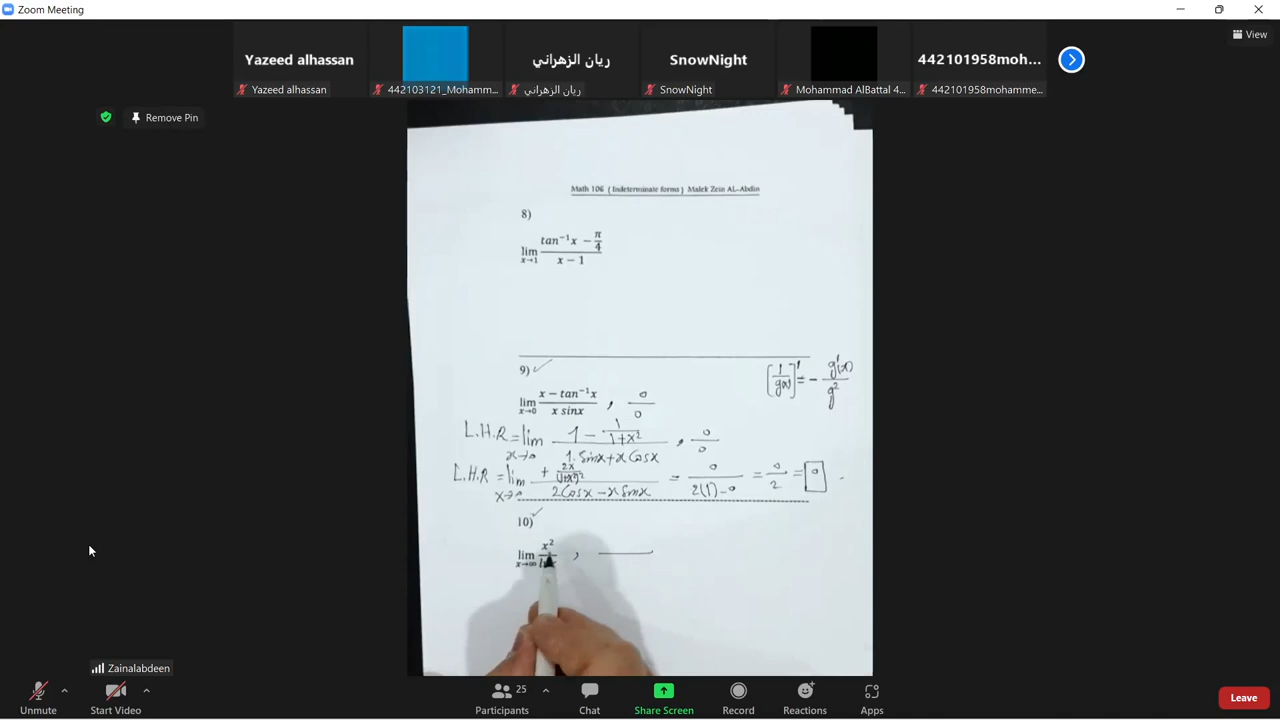 Zoom Meeting
View
Yazeed alhassan
ريان الزهراني
SnowNight
442101958moh...
Yazeed alhassan
442103121_Mohamm...
ريان الزهراني
SnowNight
Mohammad AlBattal 4...
442101958mohamme...
Remove Pin
Math 106 ( Indeterminate forms ) Malek Zein AL-Abdin
8)
lim x→1 (tan⁻¹x − π/4)/(x − 1)
9) ✓
[1/g(x)]' = − g'(x)/g²
lim x→0 (x − tan⁻¹x)/(x sinx) , 0/0
L.H.R = lim x→0 (1 − 1/(1+x²))/(1. Sinx + x Cosx) , 0/0
L.H.R = lim x→0 (+ 2x/(1+x²)²)/(2Cosx − x Sinx) = 0/(2(1)−0) = 0/2 = 0
10) ✓
lim x→∞ x²/ ,
Zainalabdeen
Unmute
Start Video
25
Participants
Chat
Share Screen
Record
Reactions
Apps
Leave